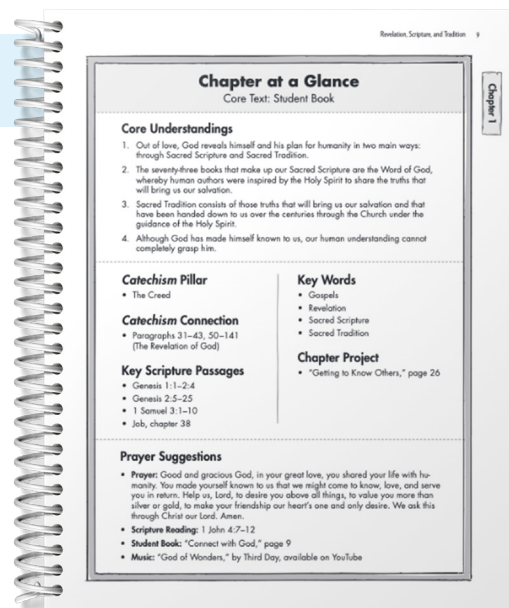 Revelation, Scripture, and Tradition 9
Chapter 1
Chapter at a Glance
Core Text: Student Book
Core Understandings
1. Out of love, God reveals himself and his plan for humanity in two main ways:
through Sacred Scripture and Sacred Tradition.
2. The seventy-three books that make up our Sacred Scripture are the Word of God,
whereby human authors were inspired by the Holy Spirit to share the truths that
will bring us our salvation.
3. Sacred Tradition consists of those truths that will bring us our salvation and that
have been handed down to us over the centuries through the Church under the
guidance of the Holy Spirit.
4. Although God has made himself known to us, our human understanding cannot
completely grasp him.
Catechism Pillar
• The Creed
Catechism Connection
• Paragraphs 31–43, 50–141
(The Revelation of God)
Key Scripture Passages
• Genesis 1:1–2:4
• Genesis 2:5–25
• 1 Samuel 3:1–10
• Job, chapter 38
Key Words
• Gospels
• Revelation
• Sacred Scripture
• Sacred Tradition
Chapter Project
• "Getting to Know Others," page 26
Prayer Suggestions
• Prayer: Good and gracious God, in your great love, you shared your life with hu-
manity. You made yourself known to us that we might come to know, love, and serve
you in return. Help us, Lord, to desire you above all things, to value you more than
silver or gold, to make your friendship our heart's one and only desire. We ask this
through Christ our Lord. Amen.
• Scripture Reading: 1 John 4:7–12
• Student Book: "Connect with God," page 9
• Music: "God of Wonders," by Third Day, available on YouTube